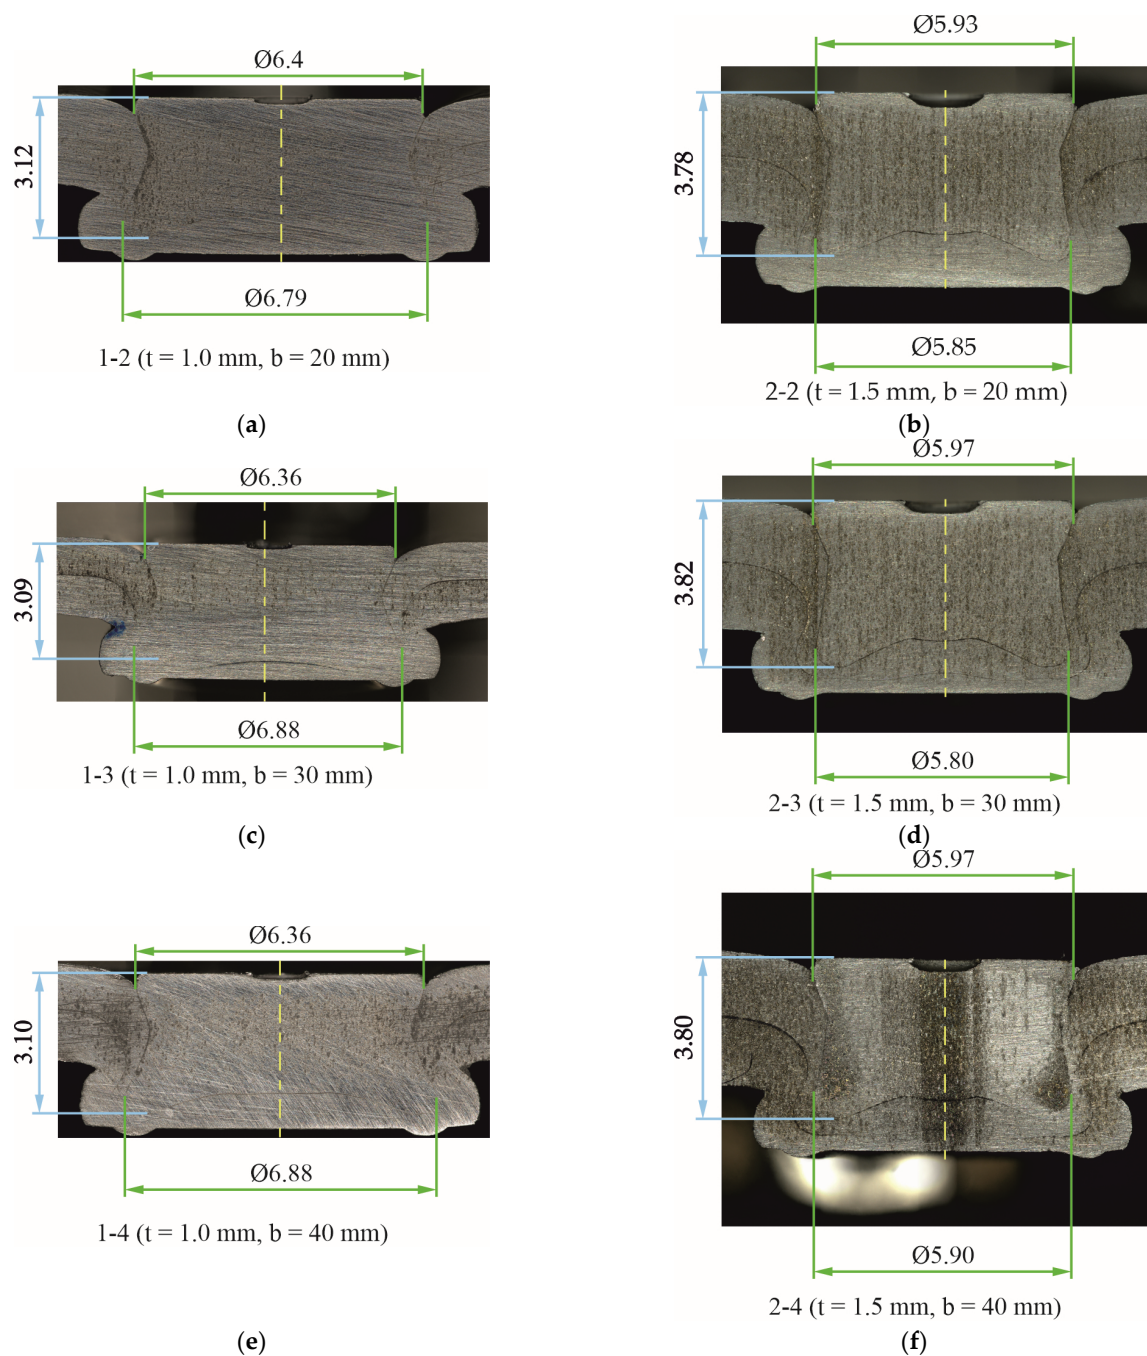 Ø6.4
3.12
Ø6.79
1-2 (t = 1.0 mm, b = 20 mm)
(a)
Ø5.93
3.78
Ø5.85
2-2 (t = 1.5 mm, b = 20 mm)
(b)
Ø6.36
3.09
Ø6.88
1-3 (t = 1.0 mm, b = 30 mm)
(c)
Ø5.97
3.82
Ø5.80
2-3 (t = 1.5 mm, b = 30 mm)
(d)
Ø6.36
3.10
Ø6.88
1-4 (t = 1.0 mm, b = 40 mm)
(e)
Ø5.97
3.80
Ø5.90
2-4 (t = 1.5 mm, b = 40 mm)
(f)